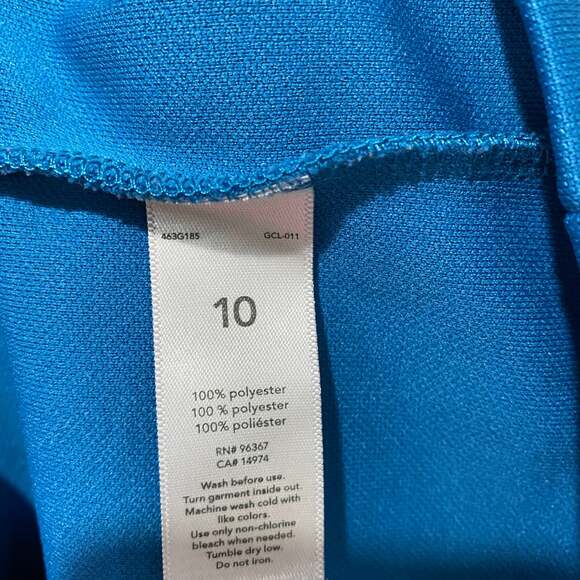 463G185 GCL-011
10
100% polyester
100 % polyester
100% poliéster
RN# 96367
CA# 14974
Wash before use.
Turn garment inside out.
Machine wash cold with
like colors.
Use only non-chlorine
bleach when needed.
Tumble dry low.
Do not iron.